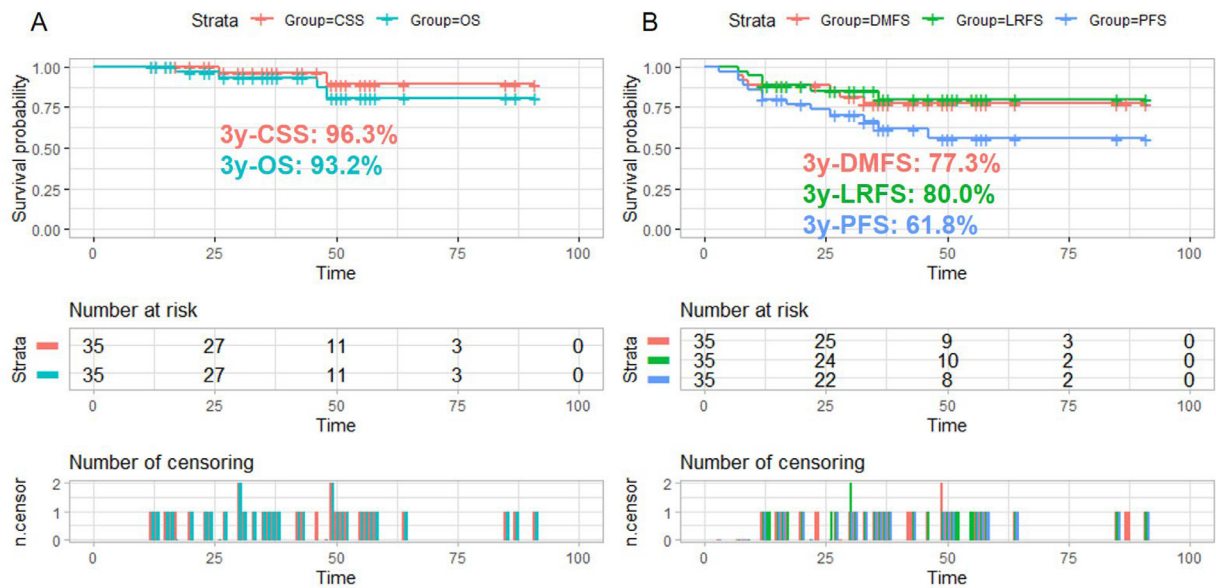 A
Strata Group=CSS Group=OS
Survival probability
1.00
0.75
0.50
0.25
0.00
3y-CSS: 96.3%
3y-OS: 93.2%
0 25 50 75 100
Time
Number at risk
Strata
35 27 11 3 0
35 27 11 3 0
0 25 50 75 100
Time
Number of censoring
n.censor
2
1
0
0 25 50 75 100
Time
B
Strata Group=DMFS Group=LRFS Group=PFS
Survival probability
1.00
0.75
0.50
0.25
0.00
3y-DMFS: 77.3%
3y-LRFS: 80.0%
3y-PFS: 61.8%
0 25 50 75 100
Time
Number at risk
Strata
35 25 9 3 0
35 24 10 2 0
35 22 8 2 0
0 25 50 75 100
Time
Number of censoring
n.censor
2
1
0
0 25 50 75 100
Time